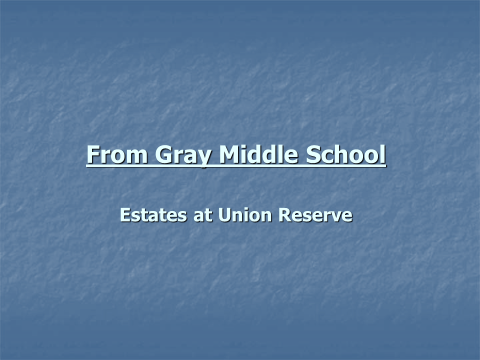 From Gray Middle School
Estates at Union Reserve